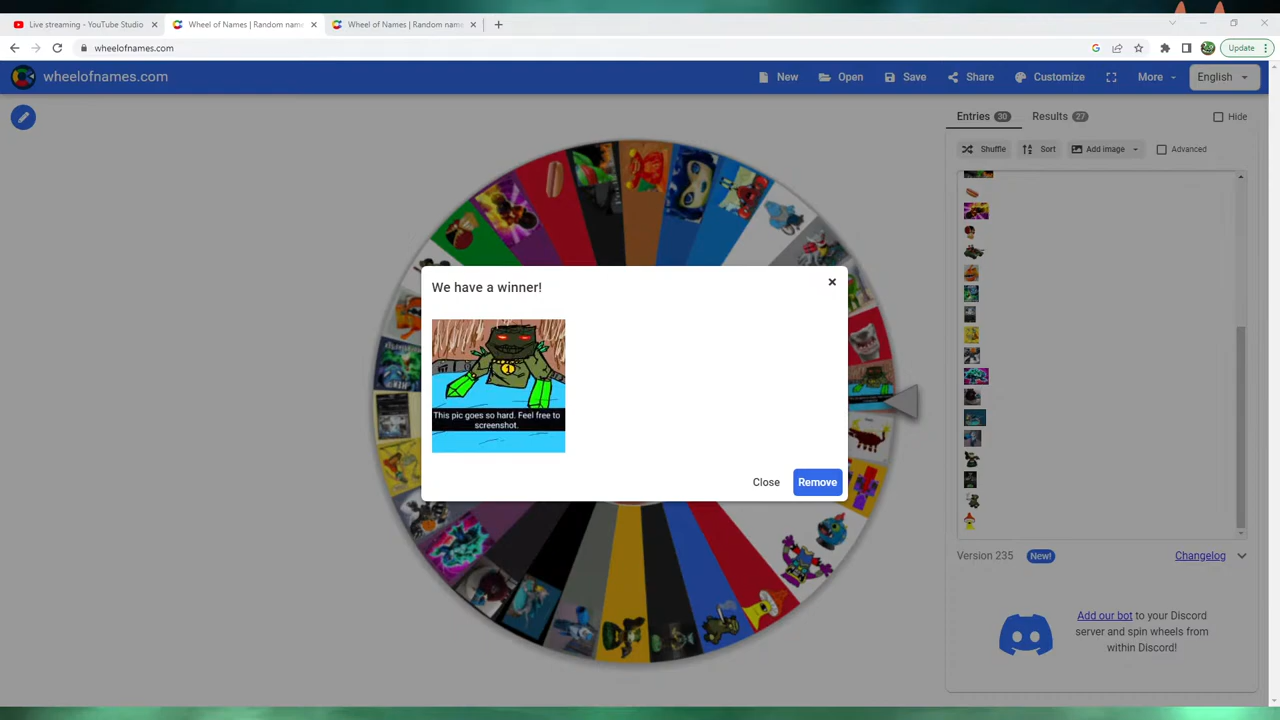 Live streaming - YouTube Studio
Wheel of Names | Random name
Wheel of Names | Random name
wheelofnames.com
Update
wheelofnames.com
New
Open
Save
Share
Customize
More
English
Entries 30
Results 27
Hide
Shuffle
Sort
Add image
Advanced
We have a winner!
This pic goes so hard. Feel free to
screenshot.
Close
Remove
Version 235
New!
Changelog
Add our bot to your Discord
server and spin wheels from
within Discord!